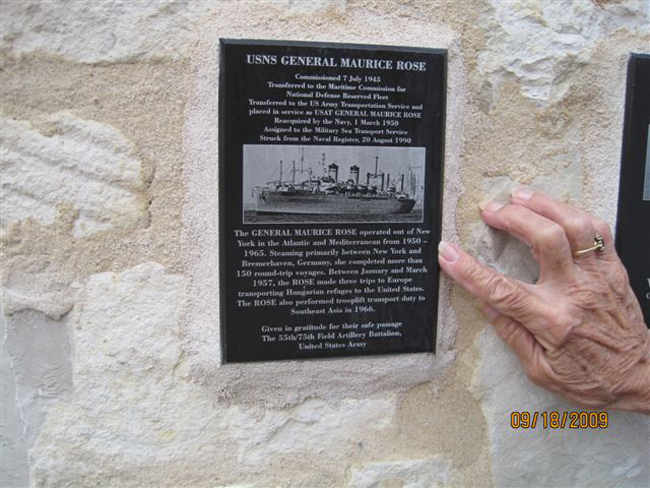 USNS GENERAL MAURICE ROSE
Commissioned 7 July 1945
Transferred to the Maritime Commission for
National Defense Reserved Fleet
Transferred to the US Army Transportation Service and
placed in service as USAT GENERAL MAURICE ROSE
Reacquired by the Navy, 1 March 1950
Assigned to the Military Sea Transport Service
Struck from the Naval Register, 20 August 1990
The GENERAL MAURICE ROSE operated out of New
York in the Atlantic and Mediterranean from 1950 –
1965. Steaming primarily between New York and
Bremerhaven, Germany, she completed more than
150 round-trip voyages. Between January and March
1957, the ROSE made three trips to Europe
transporting Hungarian refuges to the United States.
The ROSE also performed trooplift transport duty to
Southeast Asia in 1966.
Given in gratitude for their safe passage
The 55th/75th Field Artillery Battalion,
United States Army
09/18/2009